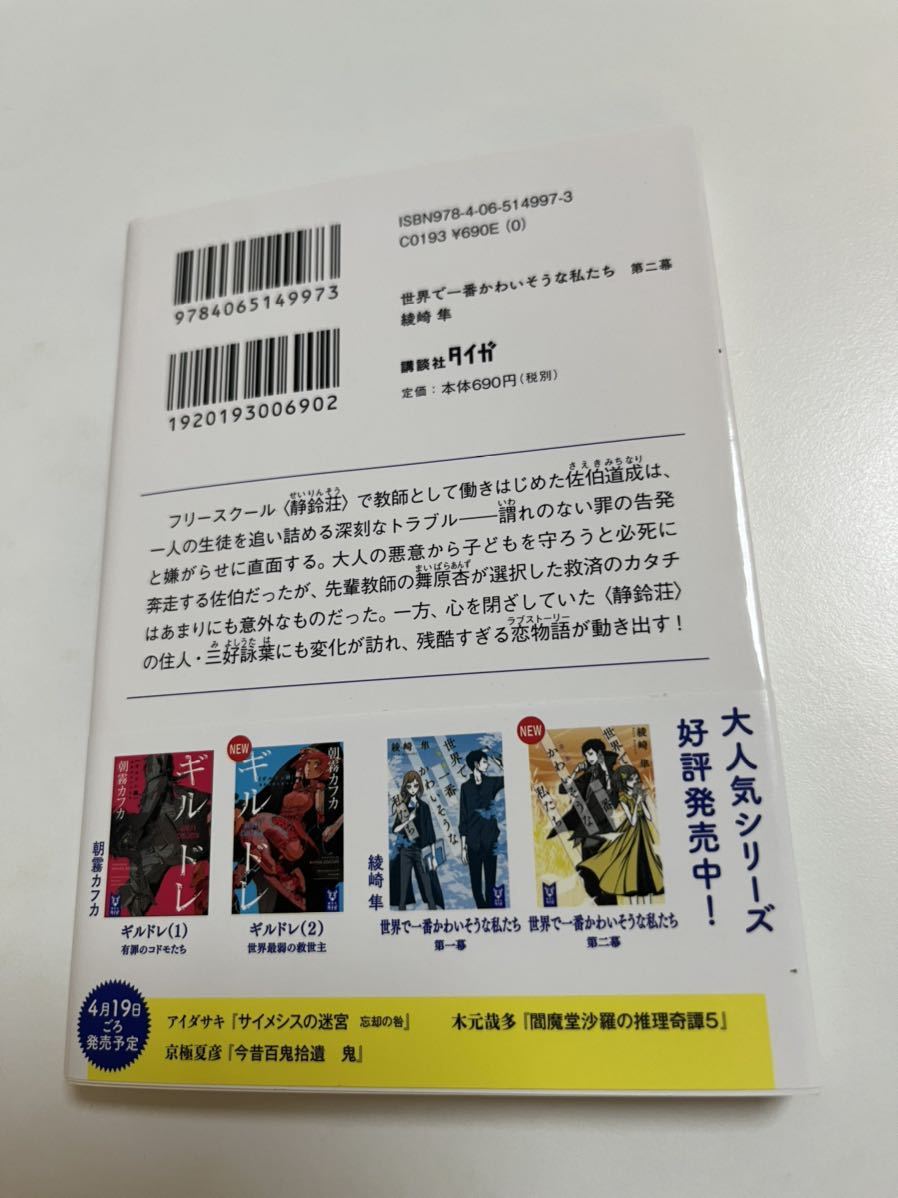 9784065149973
1920193006902
ISBN978-4-06-514997-3
C0193 ¥690E (0)
世界で一番かわいそうな私たち 第二幕
綾崎 隼
講談社タイガ
定価：本体690円(税別)
フリースクール〈静鈴荘〉で教師として働きはじめた佐伯道成は、
せいりんそう
さえきみちなり
一人の生徒を追い詰める深刻なトラブル――謂れのない罪の告発
いわ
と嫌がらせに直面する。大人の悪意から子どもを守ろうと必死に
奔走する佐伯だったが、先輩教師の舞原杏が選択した救済のカタチ
まいばらあんず
はあまりにも意外なものだった。一方、心を閉ざしていた〈静鈴荘〉
の住人・三好詠葉にも変化が訪れ、残酷すぎる恋物語が動き出す！
みよしうたは
ラブストーリー
大人気シリーズ
好評発売中！
朝霧カフカ
ギルドレ
朝霧カフカ
ギルドレ(1)
有罪のコドモたち
NEW
朝霧カフカ
ギルドレ
ギルドレ(2)
世界最弱の救世主
綾崎 隼
綾崎 隼
世界で一番
かわいそうな
私たち
世界で一番かわいそうな私たち
第一幕
NEW
綾崎 隼
世界で一番
かわいそうな
私たち
世界で一番かわいそうな私たち
第二幕
4月19日
ごろ
発売予定
アイダサキ『サイメシスの迷宮 忘却の咎』
木元哉多『閻魔堂沙羅の推理奇譚5』
京極夏彦『今昔百鬼拾遺 鬼』